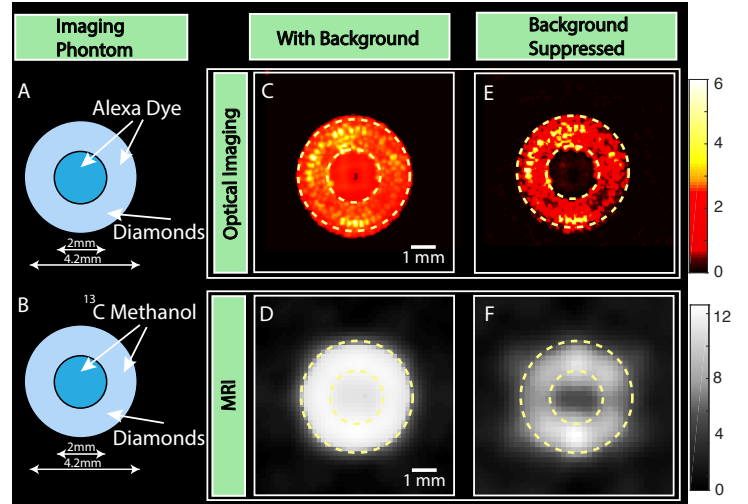 Imaging
Phontom
With Background
Background
Suppressed
A
Alexa Dye
Diamonds
2mm
4.2mm
Optical Imaging
C
1 mm
E
6
4
2
0
B
13C Methanol
Diamonds
2mm
4.2mm
MRI
D
1 mm
F
12
8
4
0